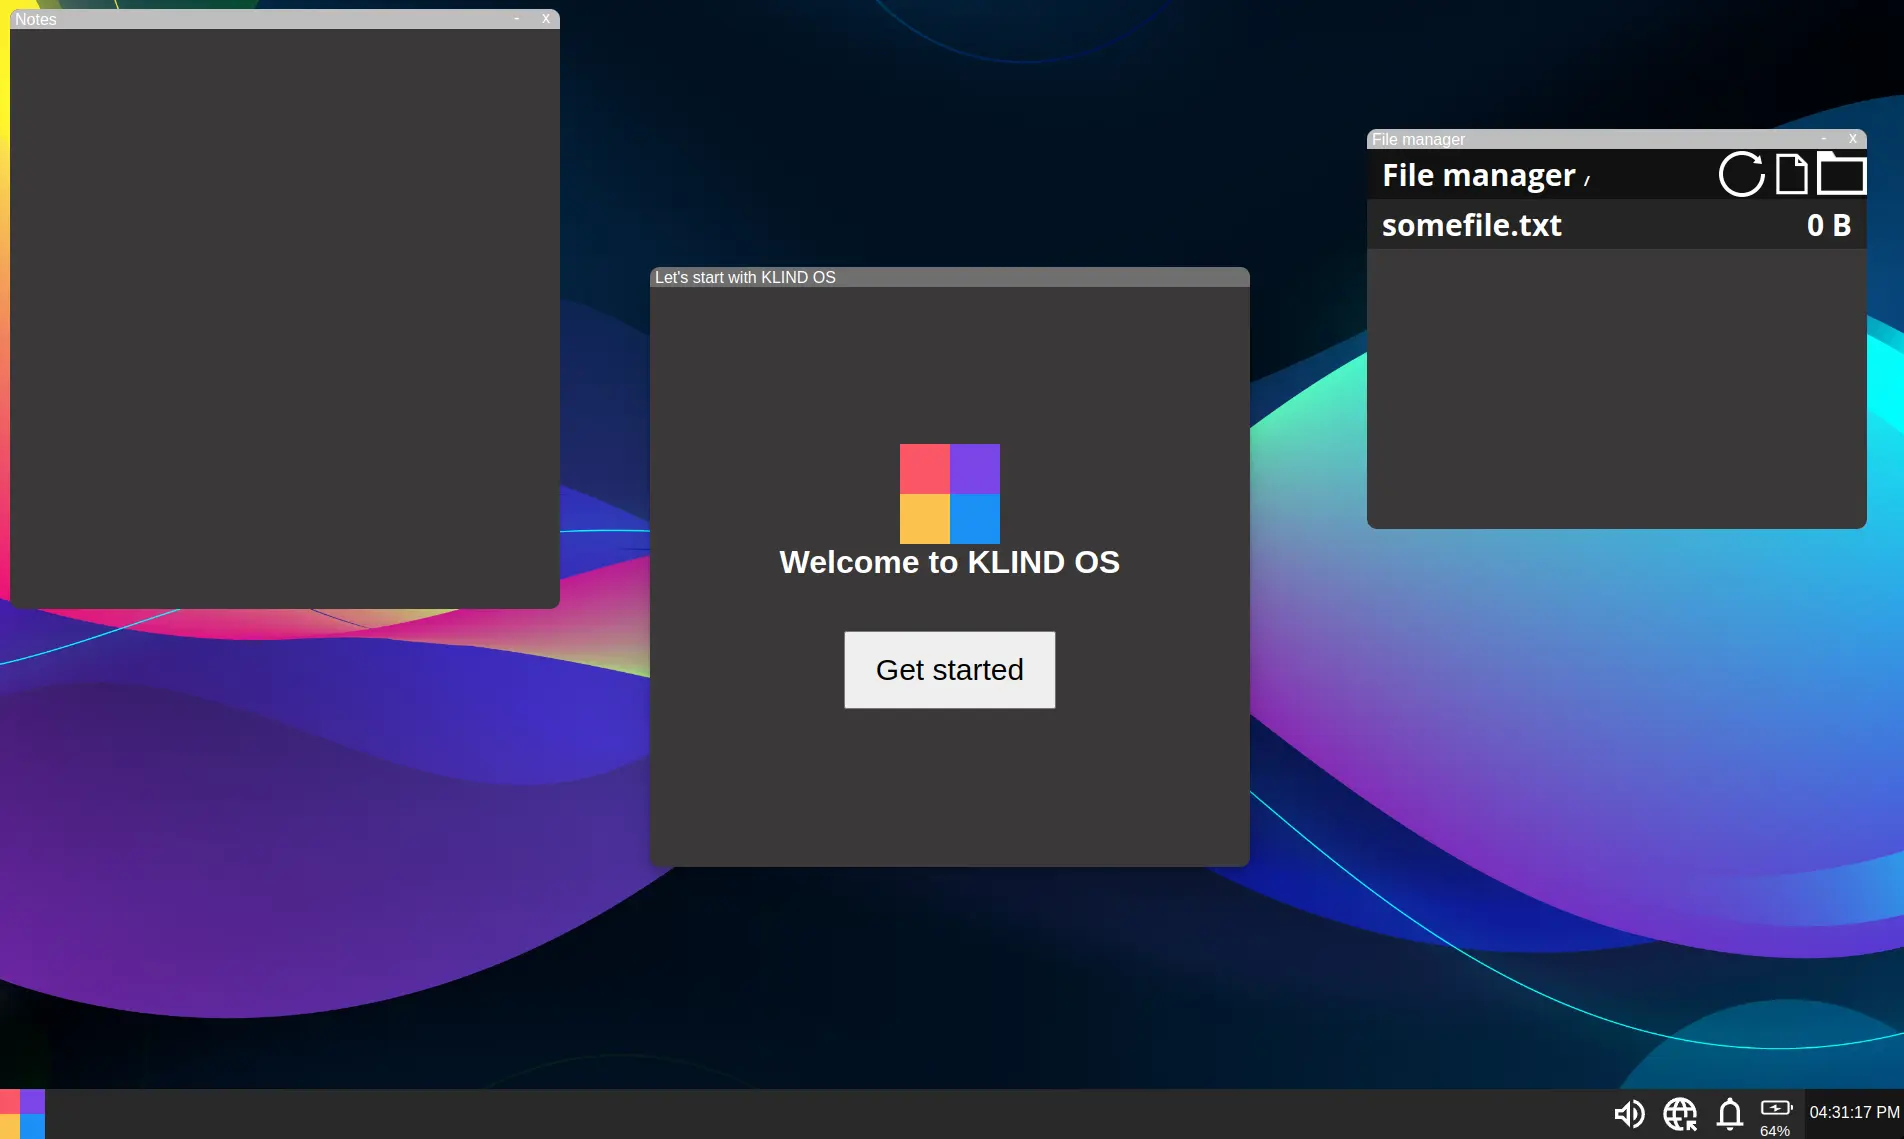 Notes - x
File manager - x
File manager /
somefile.txt 0 B
Let's start with KLIND OS
Welcome to KLIND OS
Get started
64%
04:31:17 PM